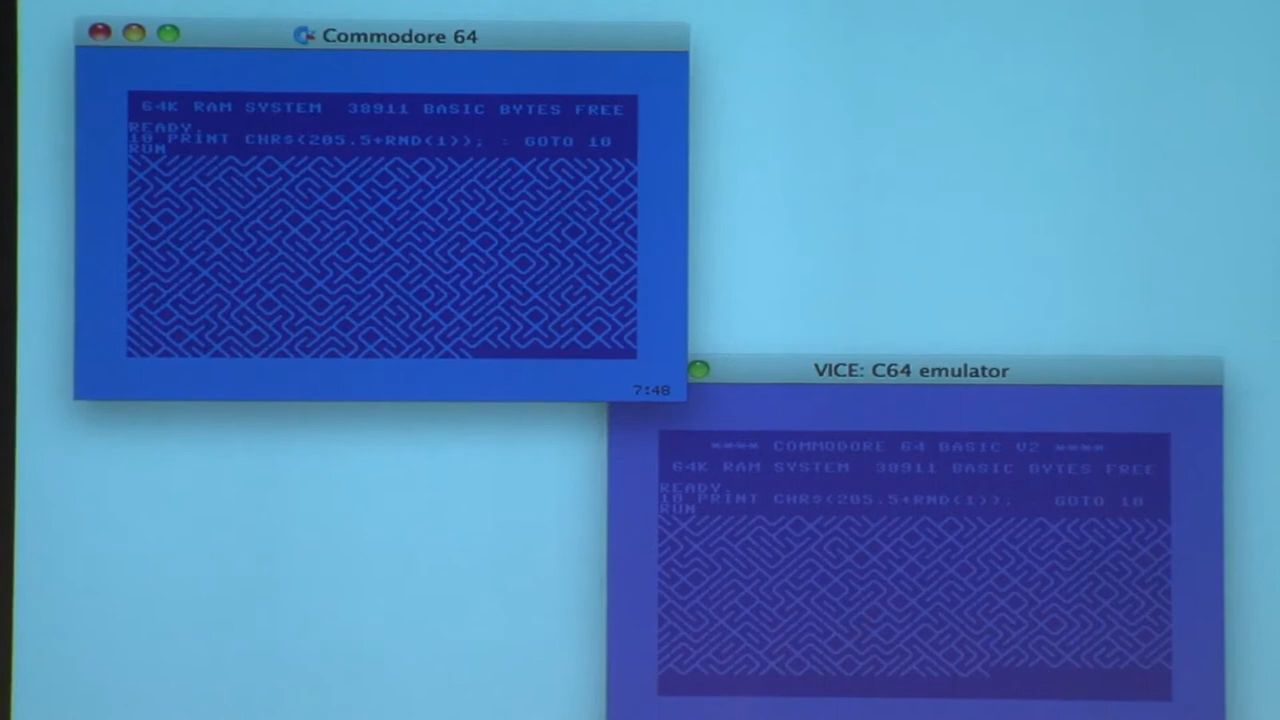 Commodore 64
64K RAM SYSTEM 38911 BASIC BYTES FREE
READY.
10 PRINT CHR$(205.5+RND(1)); : GOTO 10
RUN
7:48
VICE: C64 emulator
**** COMMODORE 64 BASIC V2 ****
64K RAM SYSTEM 38911 BASIC BYTES FREE
READY.
10 PRINT CHR$(205.5+RND(1)); : GOTO 10
RUN